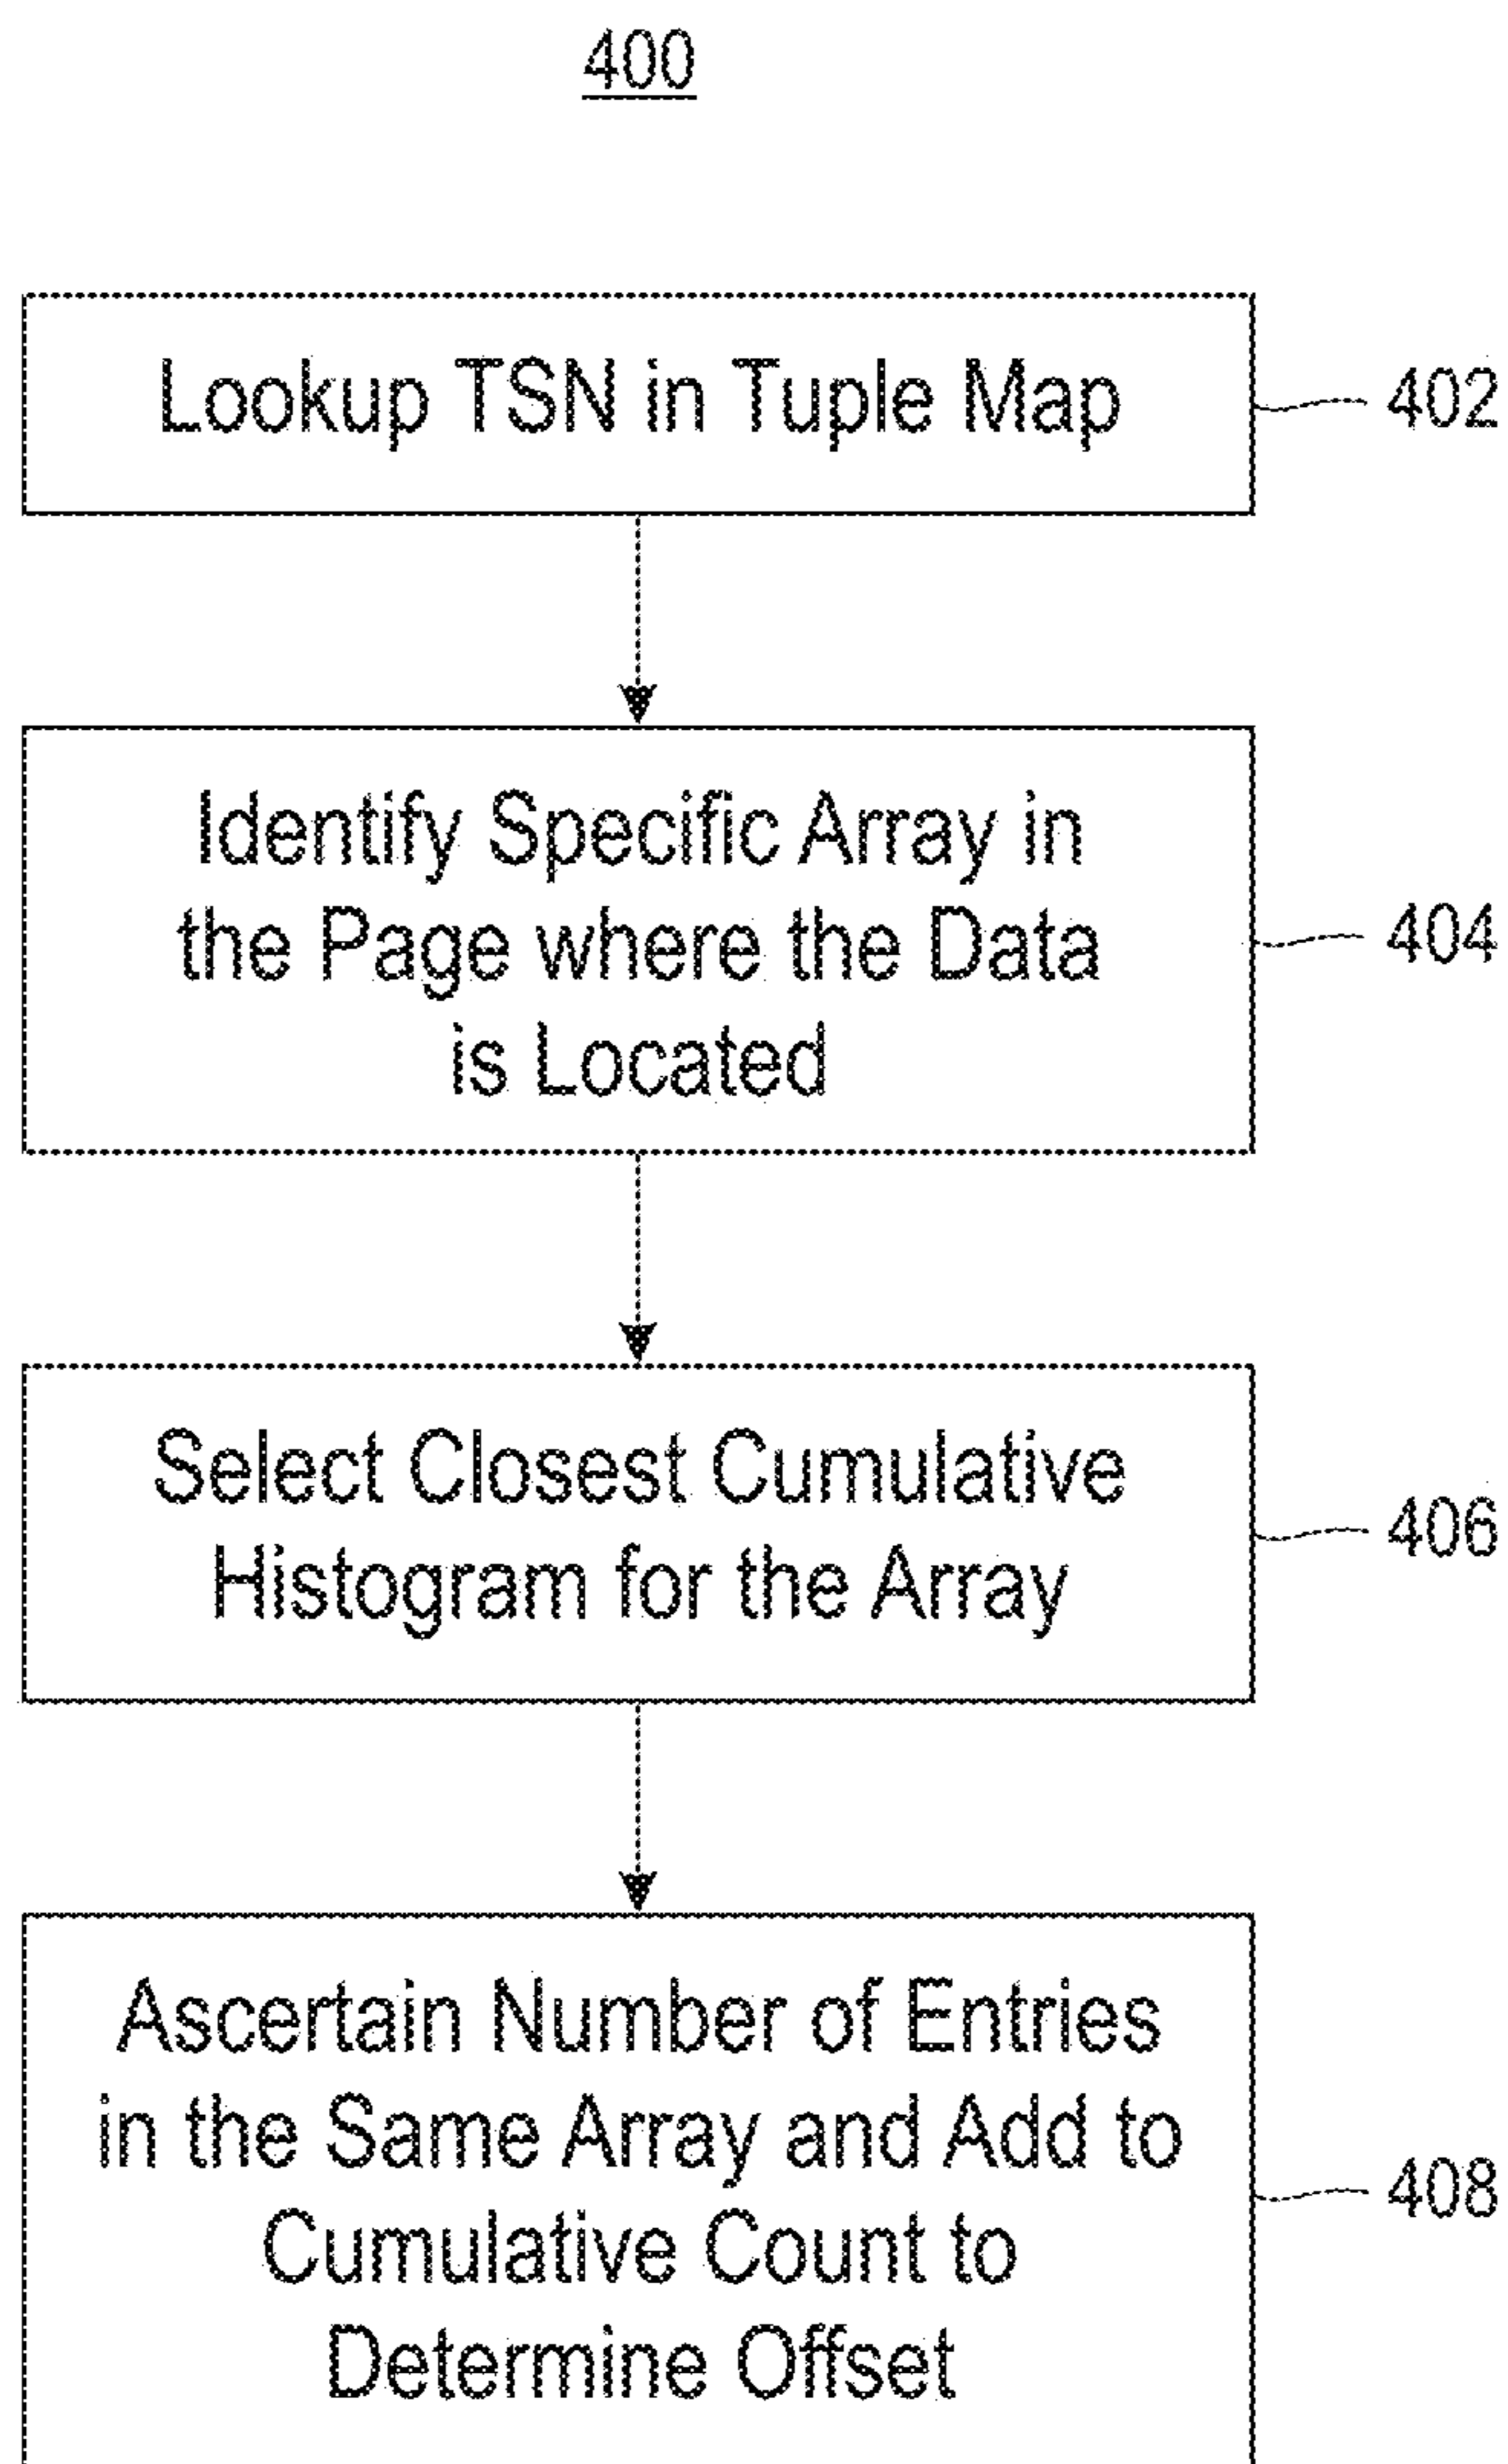 400
Lookup TSN in Tuple Map
402
Identify Specific Array in
the Page where the Data
is Located
404
Select Closest Cumulative
Histogram for the Array
406
Ascertain Number of Entries
in the Same Array and Add to
Cumulative Count to
Determine Offset
408